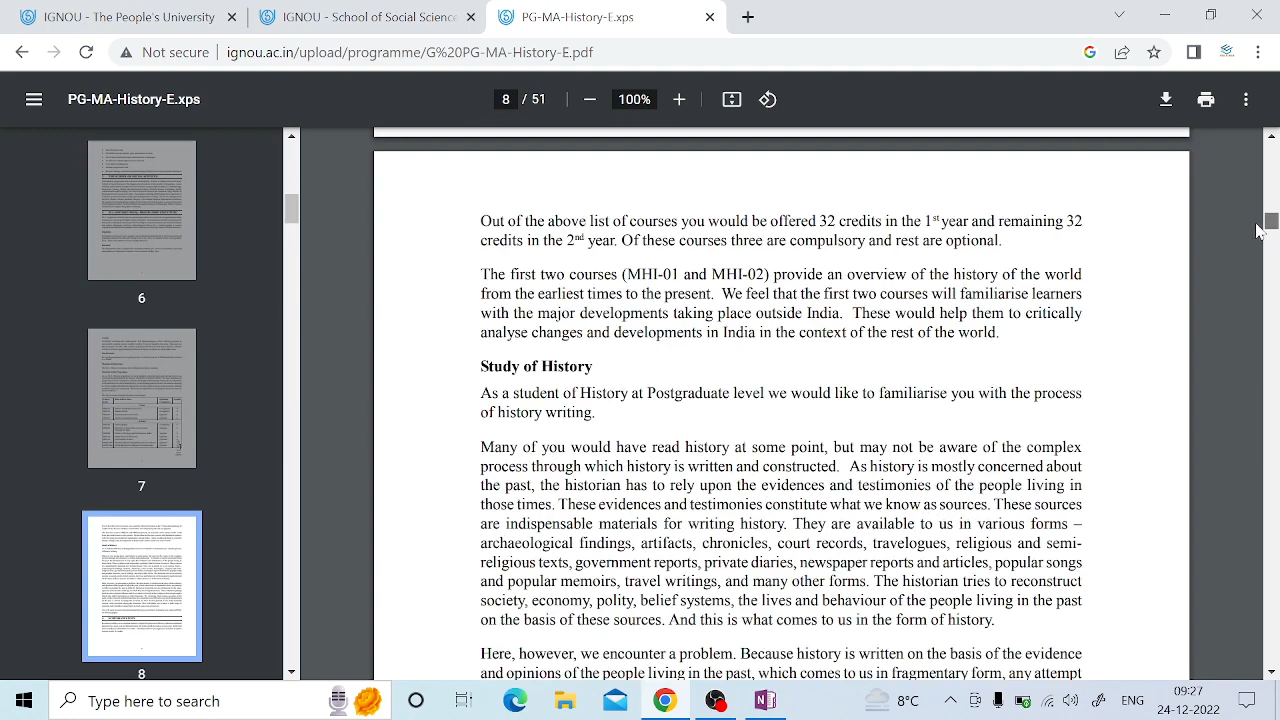 IGNOU - The People's University
IGNOU - School of Social Science
PG-MA-History-E.xps
Not secure
ignou.ac.in/upload/programme/G%20PG-MA-History-E.pdf
PG-MA-History-E.xps
8 / 51
100%
6
7
8
Out of the above list of courses you would be offered 32 credits in the 1st year and remaining 32
credits in the 2nd year. Of these courses three are compulsory and rest are optional.
The first two courses (MHI-01 and MHI-02) provide an overview of the history of the world
from the earliest times to the present. We feel that the first two courses will familiarise learners
with the major developments taking place outside India. These would help them to critically
analyse changes and developments in India in the context of the rest of the world.
Study of History
As a student of History at Postgraduate level we would like to familiarise you with the process
of history writing.
Many of you would have read history at some point, but may not be aware of the complex
process through which history is written and constructed. As history is mostly concerned about
the past, the historian has to rely upon the evidences and testimonies of the people living in
those times. These evidences and testimonies constitute what we know as sources. These sources
are indispensable materials for writing history. They are available to us in various forms –
archaeological findings, artifacts, chronicles, court records, travelogues, religious and semi-
religious texts, government reports, private diaries, newspaper reports and articles, popular songs
and popular memoirs, travel writings, and many other forms. The historian tries to reconstruct
society, economy, polity, belief systems, the lives and behaviour of the people living in the past
on the basis of these sources. And this is what comes to us in the form of history.
Here, however, we encounter a problem. Because history is written on the basis of the evidence
and opinions of the people living in the past, which comes to us in fragmentary form, any attempt
Type here to search
8°C
ENG
09:27
24-12-2022